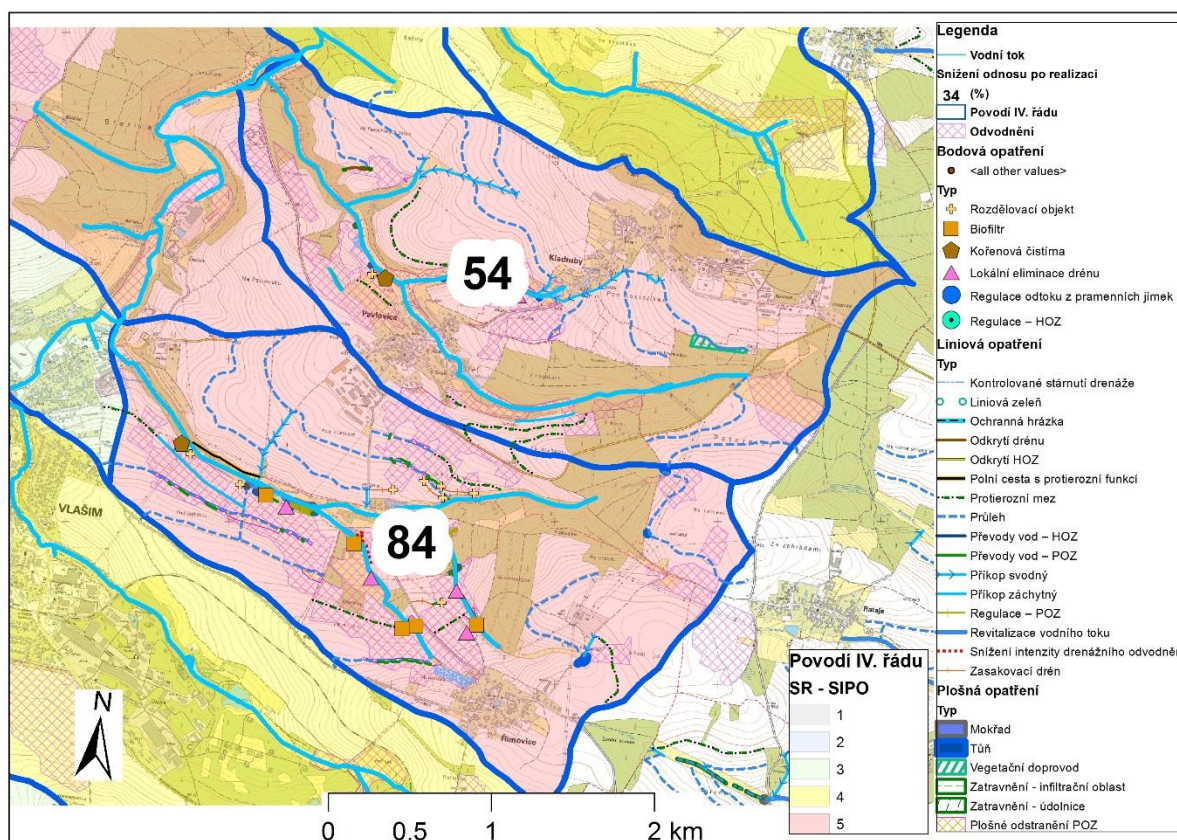 54
Kladruby
Pavlovice
VLAŠIM
84
Rataje
Římovice
N
0 0,5 1 2 km
Povodí IV. řádu
SR - SIPO
1
2
3
4
5
Legenda
Vodní tok
Snížení odnosu po realizaci
34 (%)
Povodí IV. řádu
Odvodnění
Bodová opatření
<all other values>
Typ
Rozdělovací objekt
Biofiltr
Kořenová čistíma
Lokální eliminace drénu
Regulace odtoku z pramenních jímek
Regulace – HOZ
Liniová opatření
Typ
Kontrolované stárnutí drenáže
Liniová zeleň
Ochranná hrázka
Odkrytí drénu
Odkrytí HOZ
Polní cesta s protierozní funkcí
Protierozní mez
Průleh
Převody vod – HOZ
Převody vod – POZ
Příkop svodný
Příkop záchytný
Regulace – POZ
Revitalizace vodního toku
Snížení intenzity drenážního odvodně
Zasakovací drén
Plošná opatření
Typ
Mokřad
Tůň
Vegetační doprovod
Zatravnění - infiltrační oblast
Zatravnění - údolnice
Plošné odstranění POZ